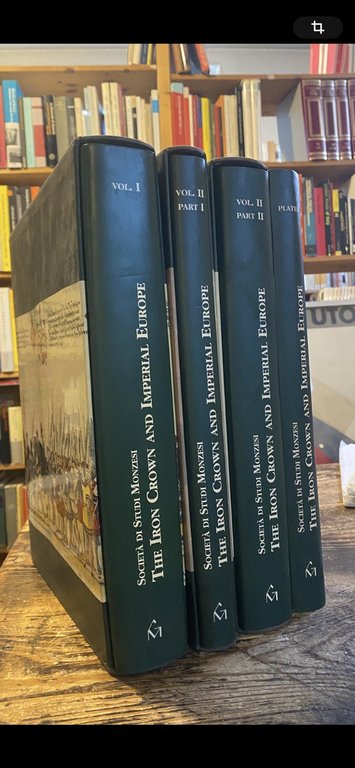 VOL. I
SOCIETÀ DI STUDI MONZESI
THE IRON CROWN AND IMPERIAL EUROPE
VOL. II
PART I
SOCIETÀ DI STUDI MONZESI
THE IRON CROWN AND IMPERIAL EUROPE
VOL. II
PART II
SOCIETÀ DI STUDI MONZESI
THE IRON CROWN AND IMPERIAL EUROPE
SOCIETÀ DI STUDI MONZESI
THE IRON CROWN AND IMPERIAL EUROPE